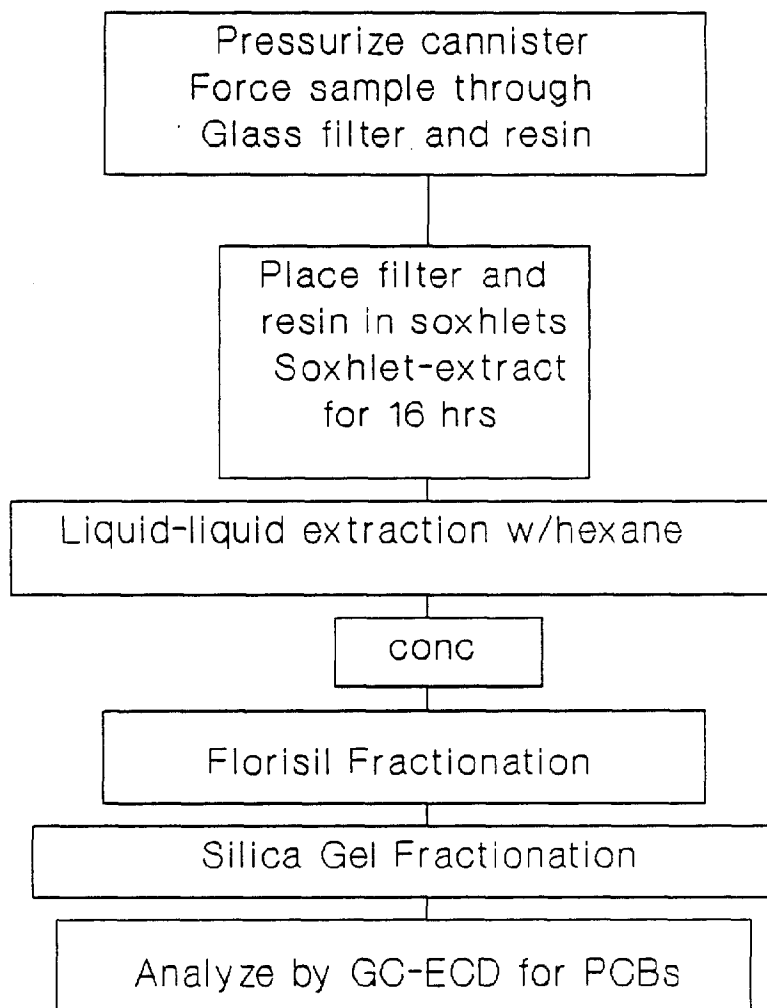 Pressurize cannister
Force sample through
Glass filter and resin
Place filter and
resin in soxhlets
Soxhlet-extract
for 16 hrs
Liquid-liquid extraction w/hexane
conc
Florisil Fractionation
Silica Gel Fractionation
Analyze by GC-ECD for PCBs